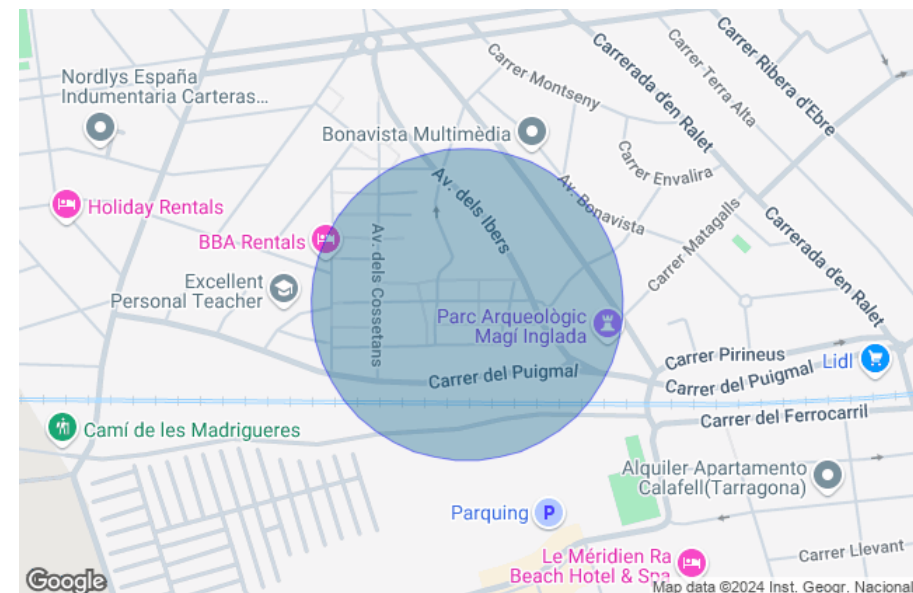 Nordlys España
Indumentaria Carteras...
Carrer Montseny
Carrerada d'en Ralet
Carrer Terra Alta
Carrer Ribera d'Ebre
Bonavista Multimèdia
Carrer Envalira
Av. dels Ibers
Av. Bonavista
Holiday Rentals
BBA Rentals
Av. dels Cossetans
Carrer Matagalls
Carrerada d'en Ralet
Excellent
Personal Teacher
Parc Arqueològic
Magí Inglada
Carrer Pirineus
Lidl
Carrer del Puigmal
Carrer del Puigmal
Carrer del Ferrocarril
Camí de les Madrigueres
Alquiler Apartamento
Calafell(Tarragona)
Parquing
P
Le Méridien Ra
Beach Hotel & Spa
Carrer Llevant
Google
Map data ©2024 Inst. Geogr. Nacional